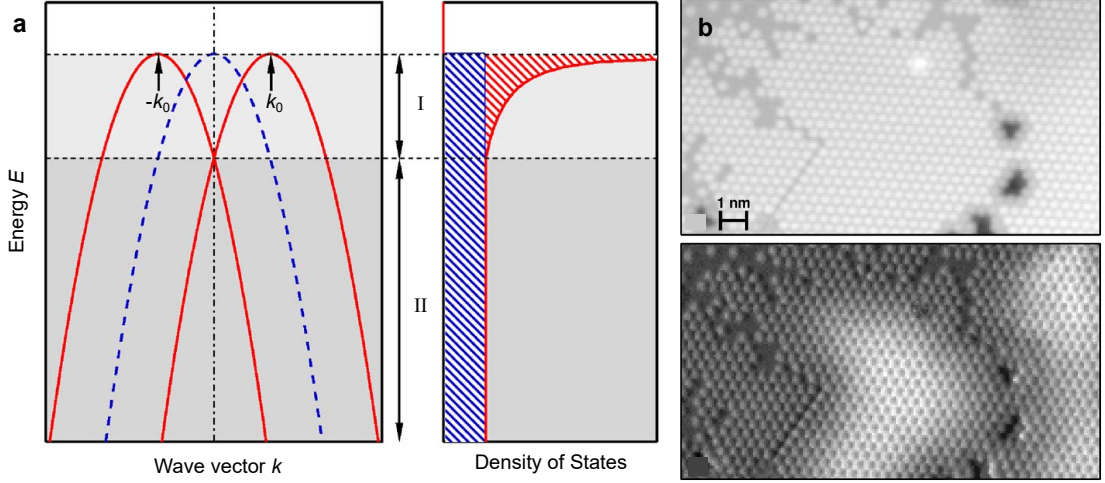 a
Energy E
-k0
k0
I
II
Wave vector k
Density of States
b
1 nm